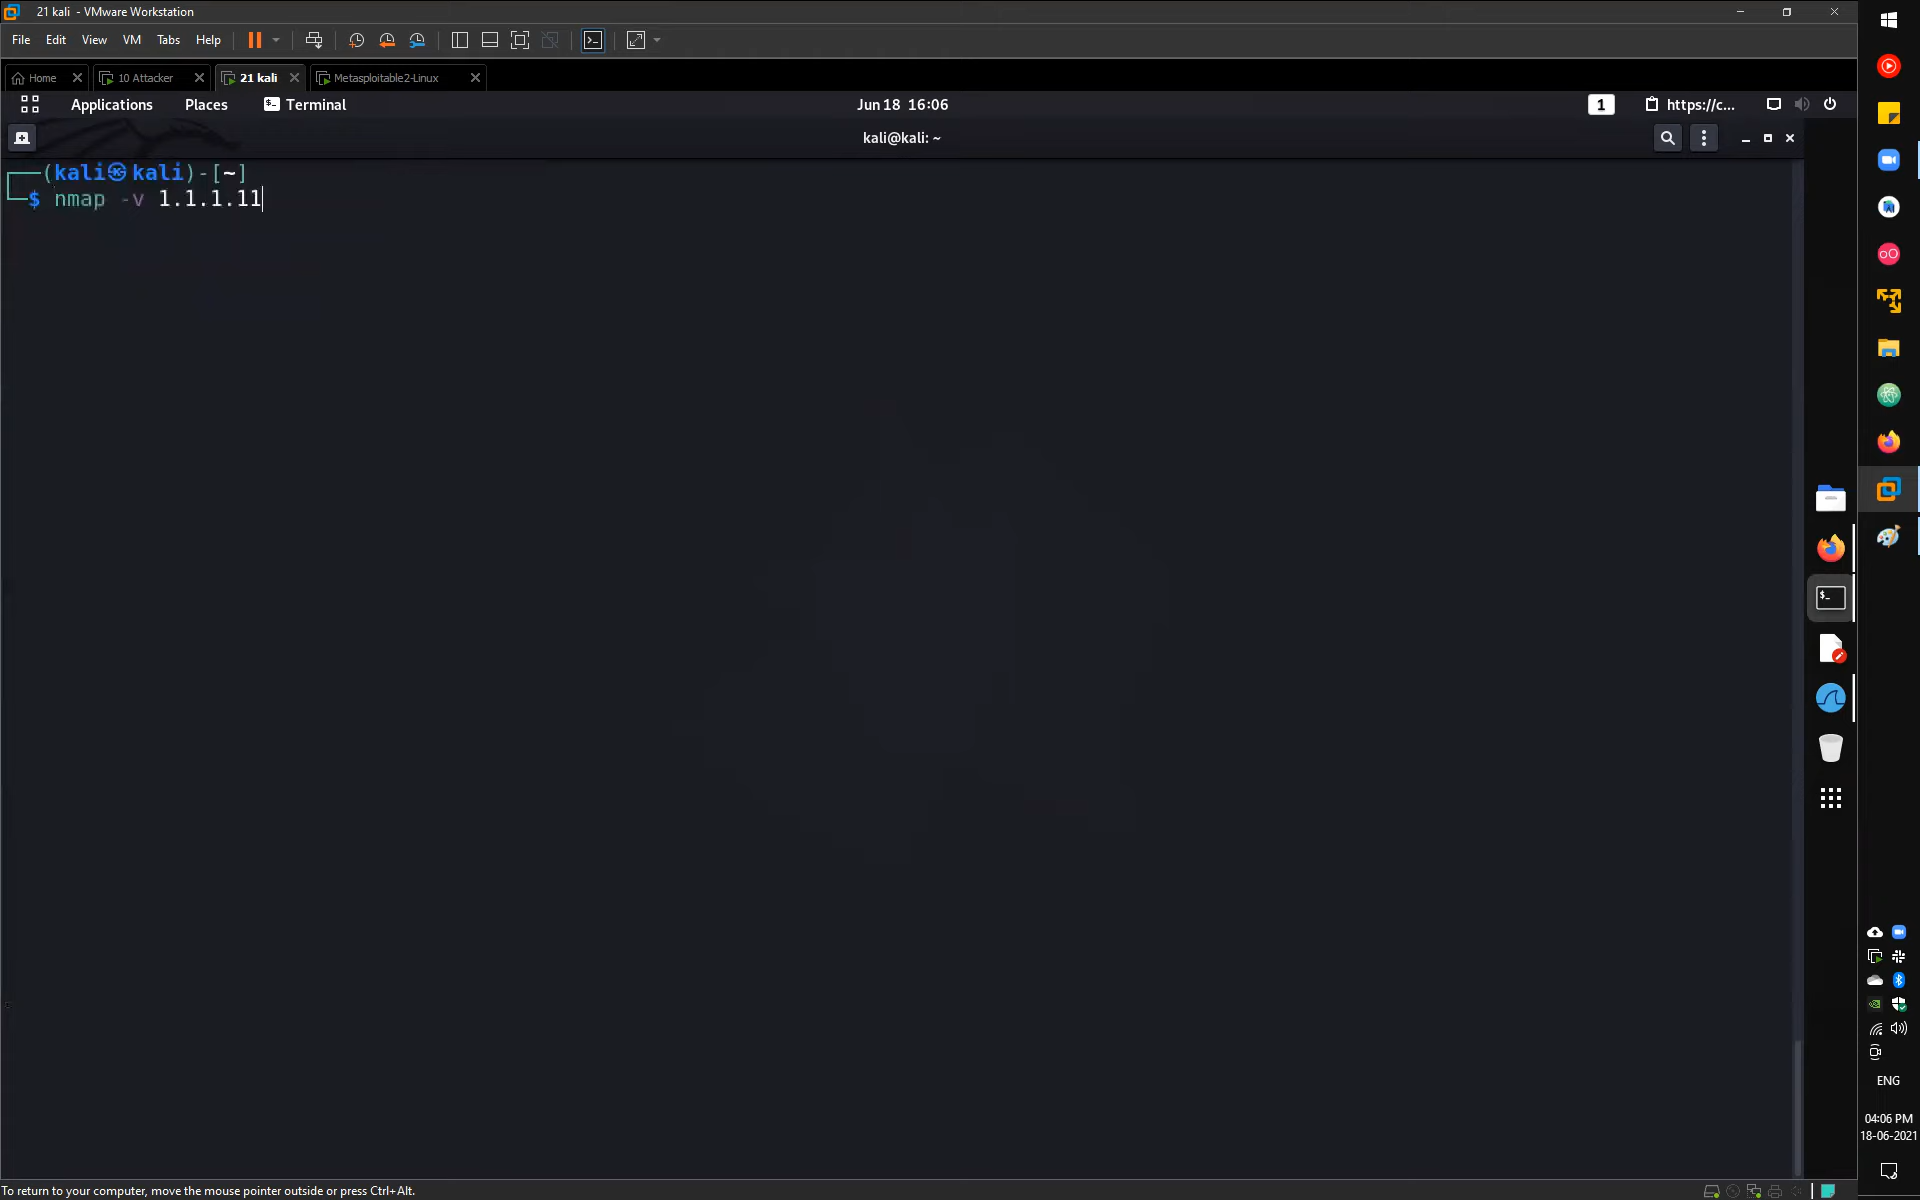 21 kali - VMware Workstation
File Edit View VM Tabs Help
Home 10 Attacker 21 kali Metasploitable2-Linux
Applications Places Terminal Jun 18 16:06 1 https://c...
kali@kali: ~
(kali㉿kali)-[~]
$ nmap -v 1.1.1.11
ENG
04:06 PM
18-06-2021
To return to your computer, move the mouse pointer outside or press Ctrl+Alt.